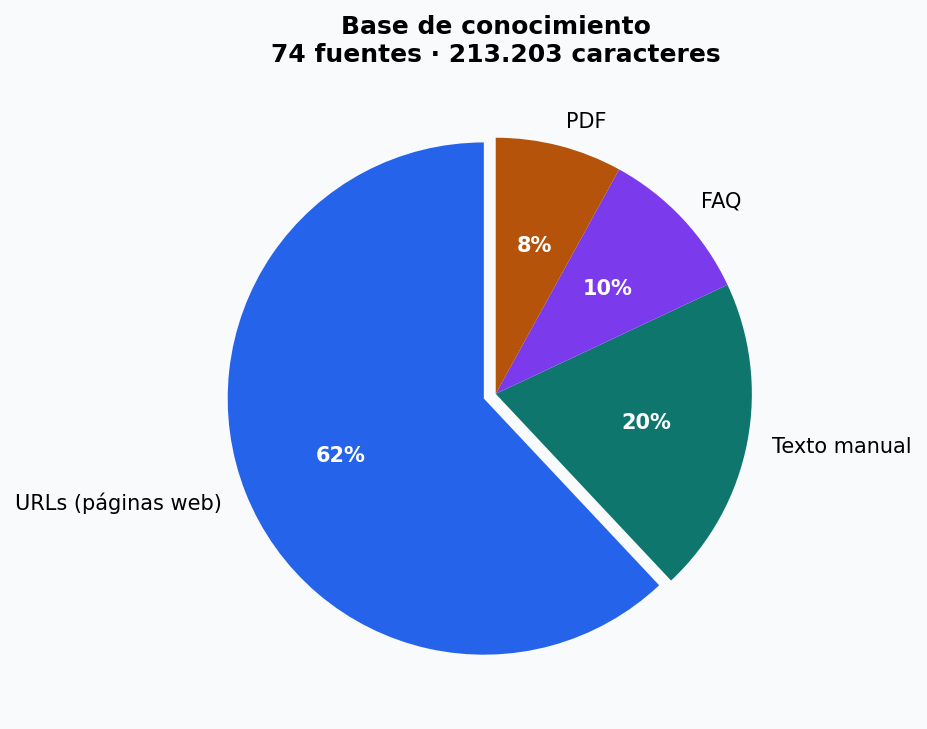 Base de conocimiento
74 fuentes · 213.203 caracteres
PDF
FAQ
8%
10%
20%
Texto manual
62%
URLs (páginas web)